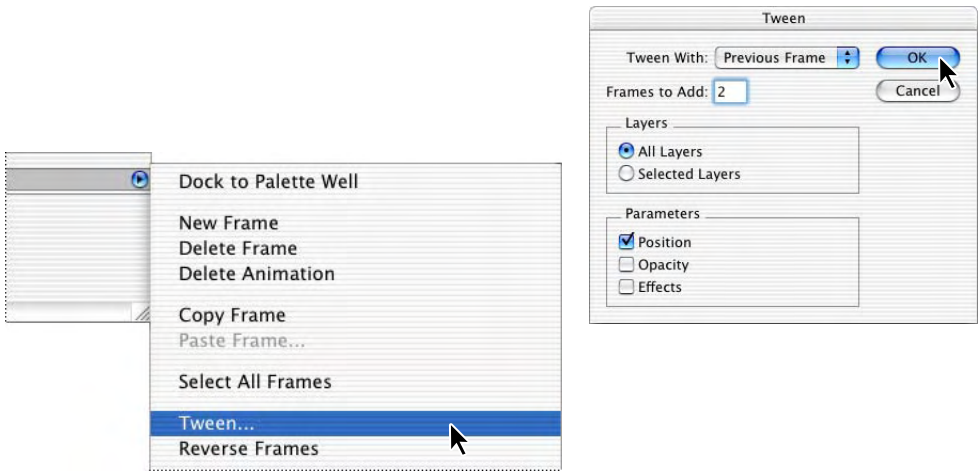 Dock to Palette Well
New Frame
Delete Frame
Delete Animation
Copy Frame
Paste Frame...
Select All Frames
Tween...
Reverse Frames
Tween
Tween With: Previous Frame
OK
Frames to Add: 2
Cancel
Layers
All Layers
Selected Layers
Parameters
Position
Opacity
Effects